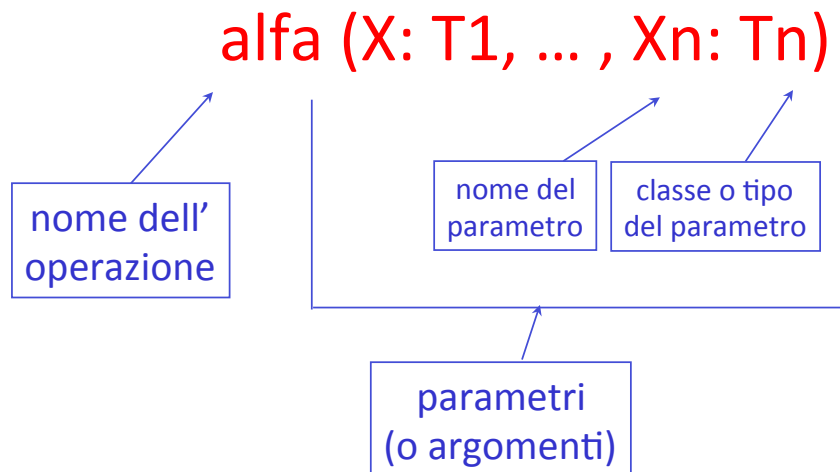 alfa (X: T1, ... , Xn: Tn)
nome dell'
operazione
nome del
parametro
classe o tipo
del parametro
parametri
(o argomenti)